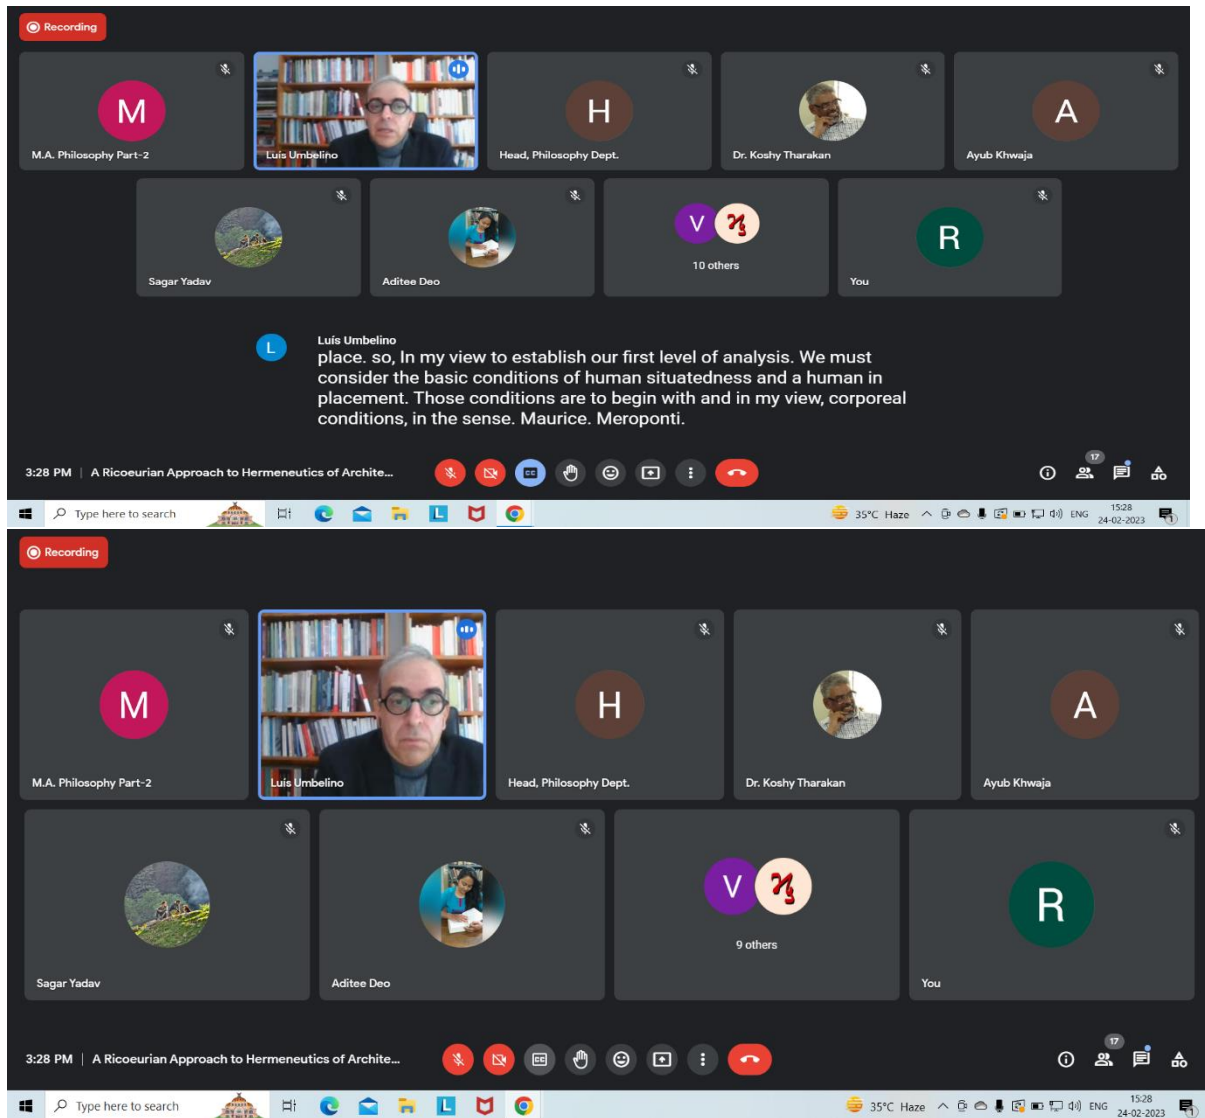 Recording
M
M.A. Philosophy Part-2
Luís Umbelino
H
Head, Philosophy Dept.
Dr. Koshy Tharakan
A
Ayub Khwaja
Sagar Yadav
Aditee Deo
V
10 others
R
You
L
Luís Umbelino
place. so, In my view to establish our first level of analysis. We must
consider the basic conditions of human situatedness and a human in
placement. Those conditions are to begin with and in my view, corporeal
conditions, in the sense. Maurice. Meroponti.
3:28 PM | A Ricoeurian Approach to Hermeneutics of Archite...
CC
17
Type here to search
L
35°C Haze
ENG
15:28
24-02-2023
1
Recording
M
M.A. Philosophy Part-2
Luís Umbelino
H
Head, Philosophy Dept.
Dr. Koshy Tharakan
A
Ayub Khwaja
Sagar Yadav
Aditee Deo
V
9 others
R
You
3:28 PM | A Ricoeurian Approach to Hermeneutics of Archite...
CC
17
Type here to search
L
35°C Haze
ENG
15:28
24-02-2023
1